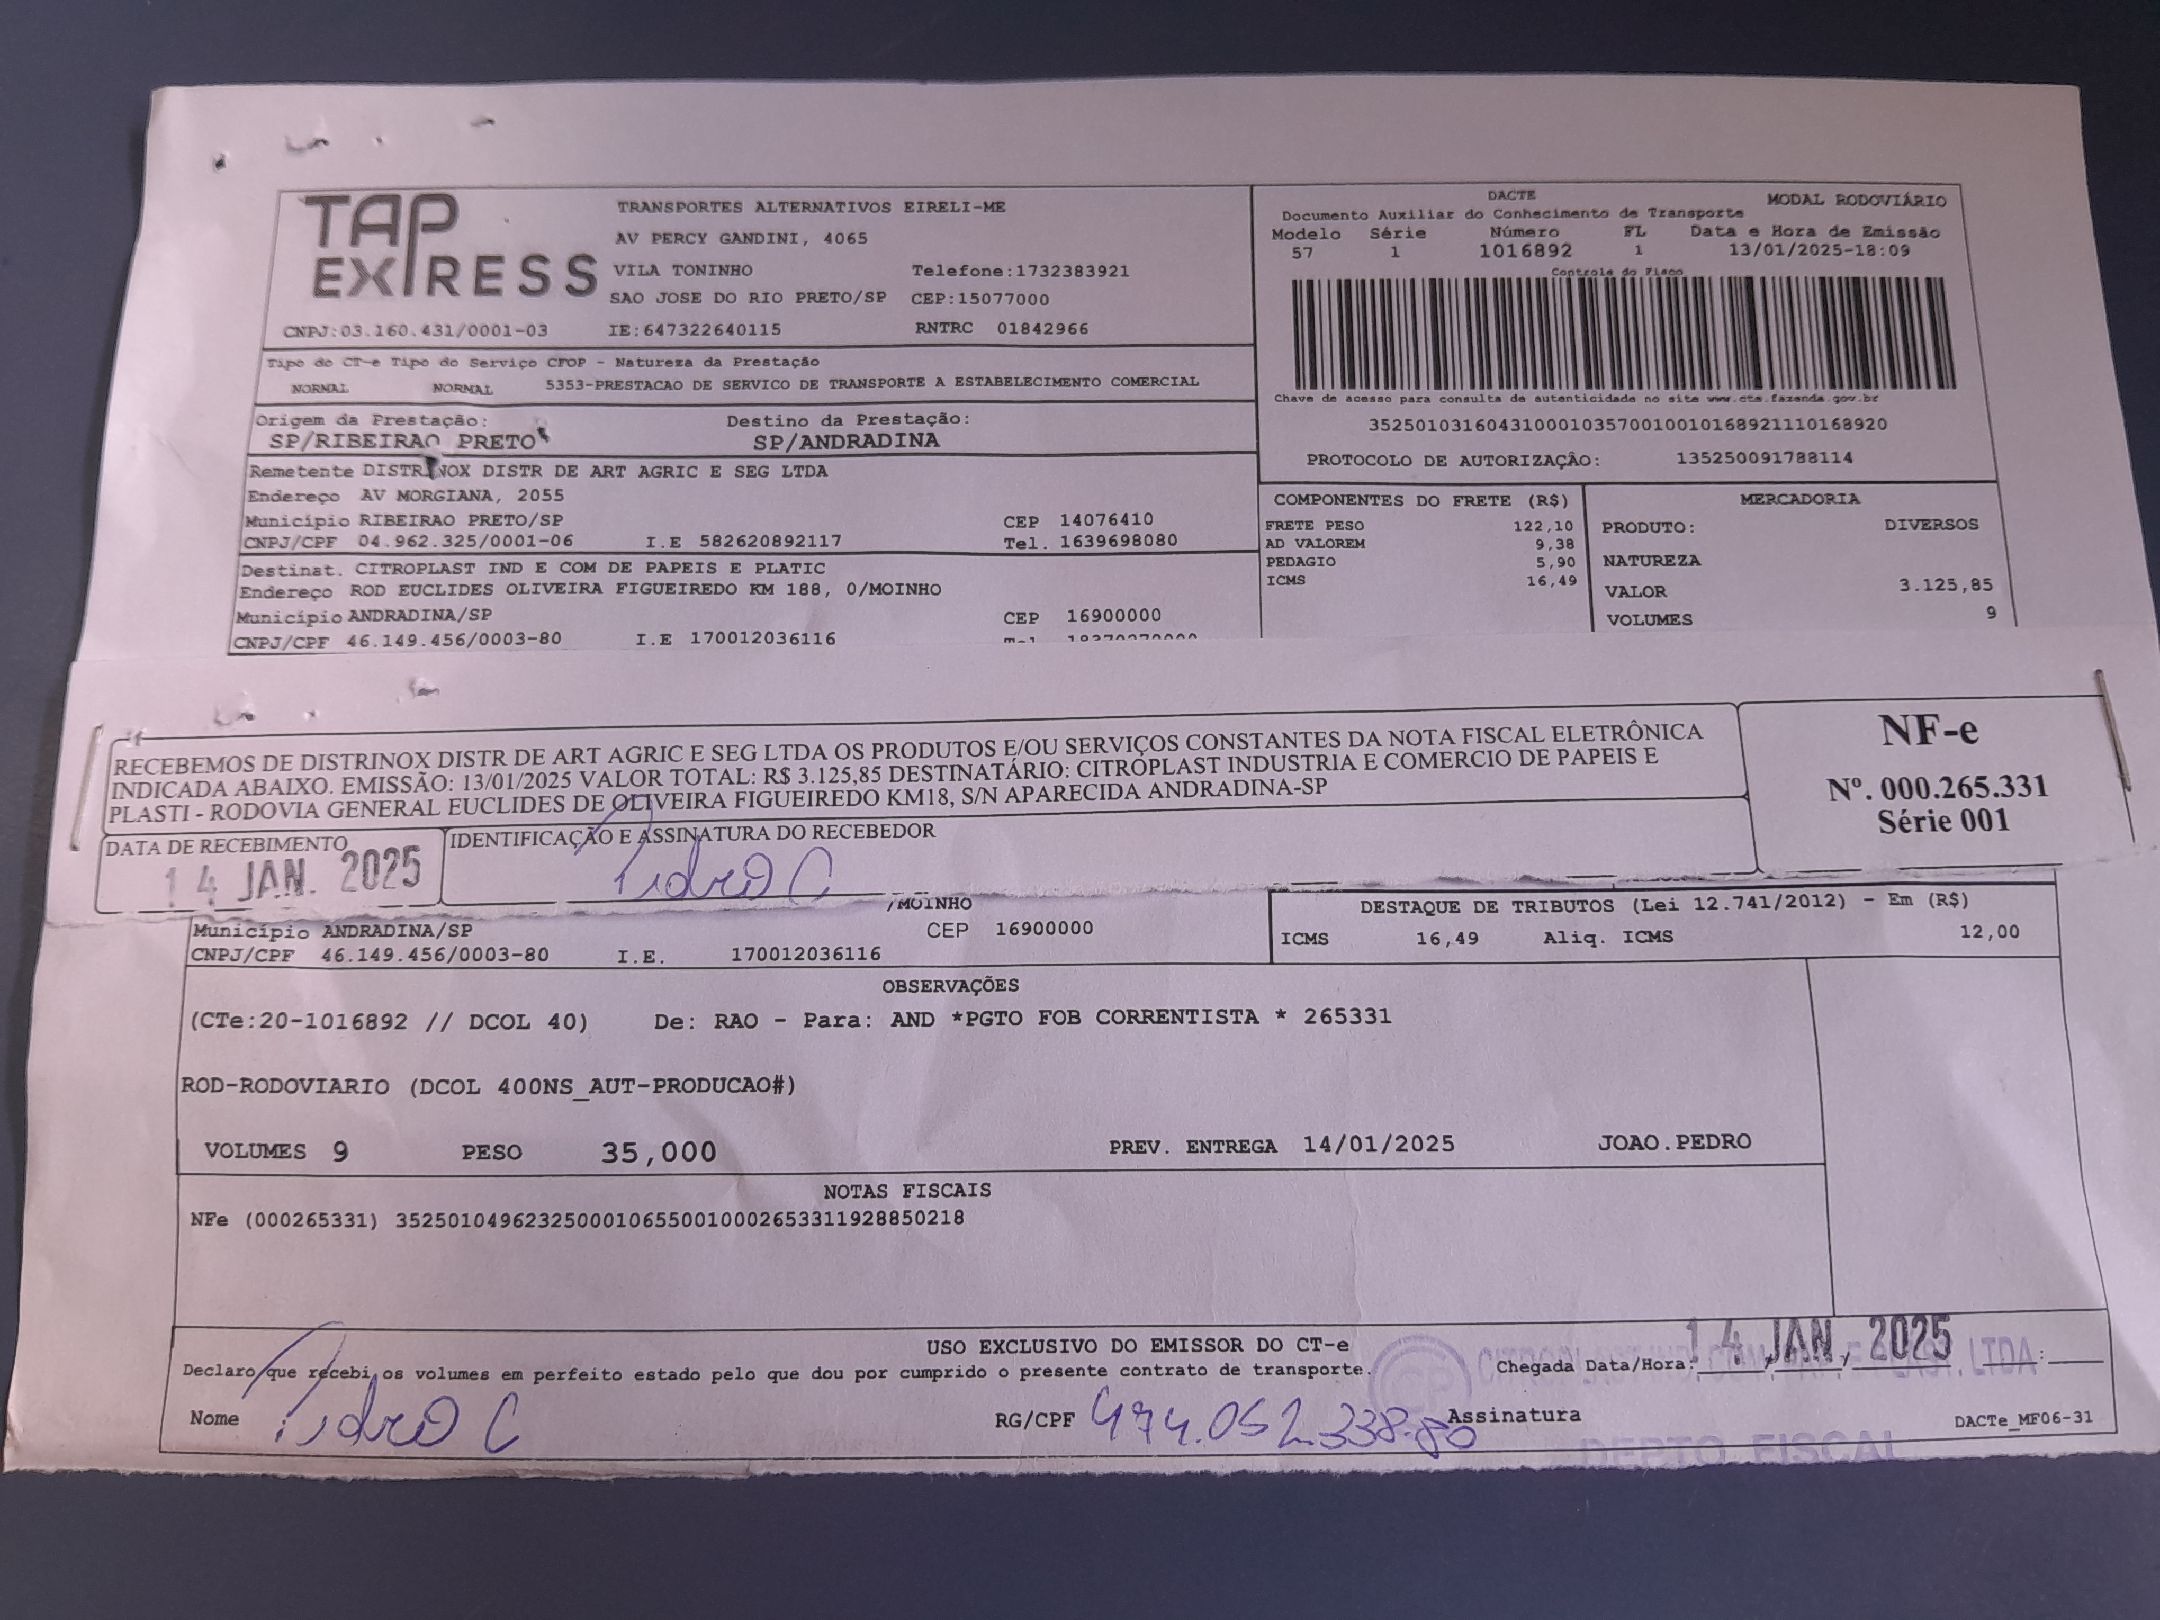 TAP EXPRESS
TRANSPORTES ALTERNATIVOS EIRELI-ME
AV PERCY GANDINI, 4065
VILA TONINHO Telefone:1732383921
SAO JOSE DO RIO PRETO/SP CEP:15077000
CNPJ:03.160.431/0001-03 IE:647322640115 RNTRC 01842966
DACTE MODAL RODOVIÁRIO
Documento Auxiliar do Conhecimento de Transporte
Modelo Série Número FL Data e Hora de Emissão
57 1 1016892 1 13/01/2025-18:09
Controle do Fisco
Chave de acesso para consulta de autenticidade no site www.cte.fazenda.gov.br
35250103160431000103570010010168921110168920
PROTOCOLO DE AUTORIZAÇÃO: 135250091788114
Tipo do CT-e Tipo do Serviço CFOP - Natureza da Prestação
NORMAL NORMAL 5353-PRESTACAO DE SERVICO DE TRANSPORTE A ESTABELECIMENTO COMERCIAL
Origem da Prestação: Destino da Prestação:
SP/RIBEIRAO PRETO SP/ANDRADINA
Remetente DISTRINOX DISTR DE ART AGRIC E SEG LTDA
Endereço AV MORGIANA, 2055
Município RIBEIRAO PRETO/SP CEP 14076410
CNPJ/CPF 04.962.325/0001-06 I.E 582620892117 Tel. 1639698080
Destinat. CITROPLAST IND E COM DE PAPEIS E PLATIC
Endereço ROD EUCLIDES OLIVEIRA FIGUEIREDO KM 188, 0/MOINHO
Município ANDRADINA/SP CEP 16900000
CNPJ/CPF 46.149.456/0003-80 I.E 170012036116
COMPONENTES DO FRETE (R$)
FRETE PESO 122,10
AD VALOREM 9,38
PEDAGIO 5,90
ICMS 16,49
MERCADORIA
PRODUTO: DIVERSOS
NATUREZA
VALOR 3.125,85
VOLUMES 9
RECEBEMOS DE DISTRINOX DISTR DE ART AGRIC E SEG LTDA OS PRODUTOS E/OU SERVIÇOS CONSTANTES DA NOTA FISCAL ELETRÔNICA
INDICADA ABAIXO. EMISSÃO: 13/01/2025 VALOR TOTAL: R$ 3.125,85 DESTINATÁRIO: CITROPLAST INDUSTRIA E COMERCIO DE PAPEIS E
PLASTI - RODOVIA GENERAL EUCLIDES DE OLIVEIRA FIGUEIREDO KM18, S/N APARECIDA ANDRADINA-SP
NF-e
Nº. 000.265.331
Série 001
DATA DE RECEBIMENTO IDENTIFICAÇÃO E ASSINATURA DO RECEBEDOR
14 JAN. 2025 Pedro C
/MOINHO
Município ANDRADINA/SP CEP 16900000
CNPJ/CPF 46.149.456/0003-80 I.E. 170012036116
DESTAQUE DE TRIBUTOS (Lei 12.741/2012) - Em (R$)
ICMS 16,49 Aliq. ICMS 12,00
OBSERVAÇÕES
(CTe:20-1016892 // DCOL 40) De: RAO - Para: AND *PGTO FOB CORRENTISTA * 265331
ROD-RODOVIARIO (DCOL 400NS_AUT-PRODUCAO#)
VOLUMES 9 PESO 35,000 PREV. ENTREGA 14/01/2025 JOAO.PEDRO
NOTAS FISCAIS
NFe (000265331) 35250104962325000106550010002653311928850218
USO EXCLUSIVO DO EMISSOR DO CT-e
Declaro que recebi os volumes em perfeito estado pelo que dou por cumprido o presente contrato de transporte.
Chegada Data/Hora: 14 JAN. 2025
Nome Pedro C RG/CPF 474.052.338-80 Assinatura
DACTe_MF06-31
DEPTO FISCAL